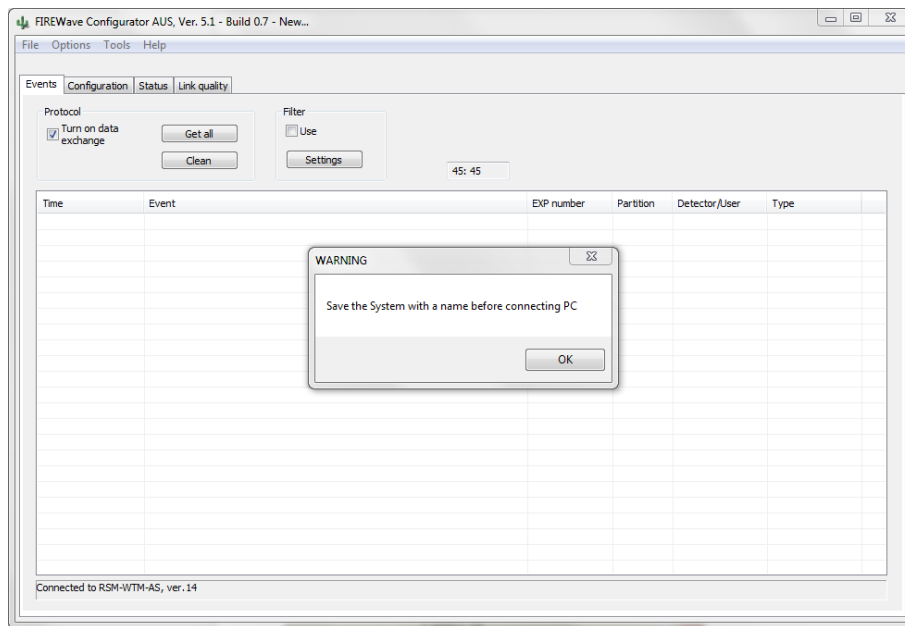 FIREWave Configurator AUS, Ver. 5.1 - Build 0.7 - New...
File Options Tools Help
Events Configuration Status Link quality
Protocol
Turn on data
exchange
Get all
Clean
Filter
Use
Settings
45: 45
Time Event EXP number Partition Detector/User Type
WARNING
Save the System with a name before connecting PC
OK
Connected to RSM-WTM-AS, ver.14